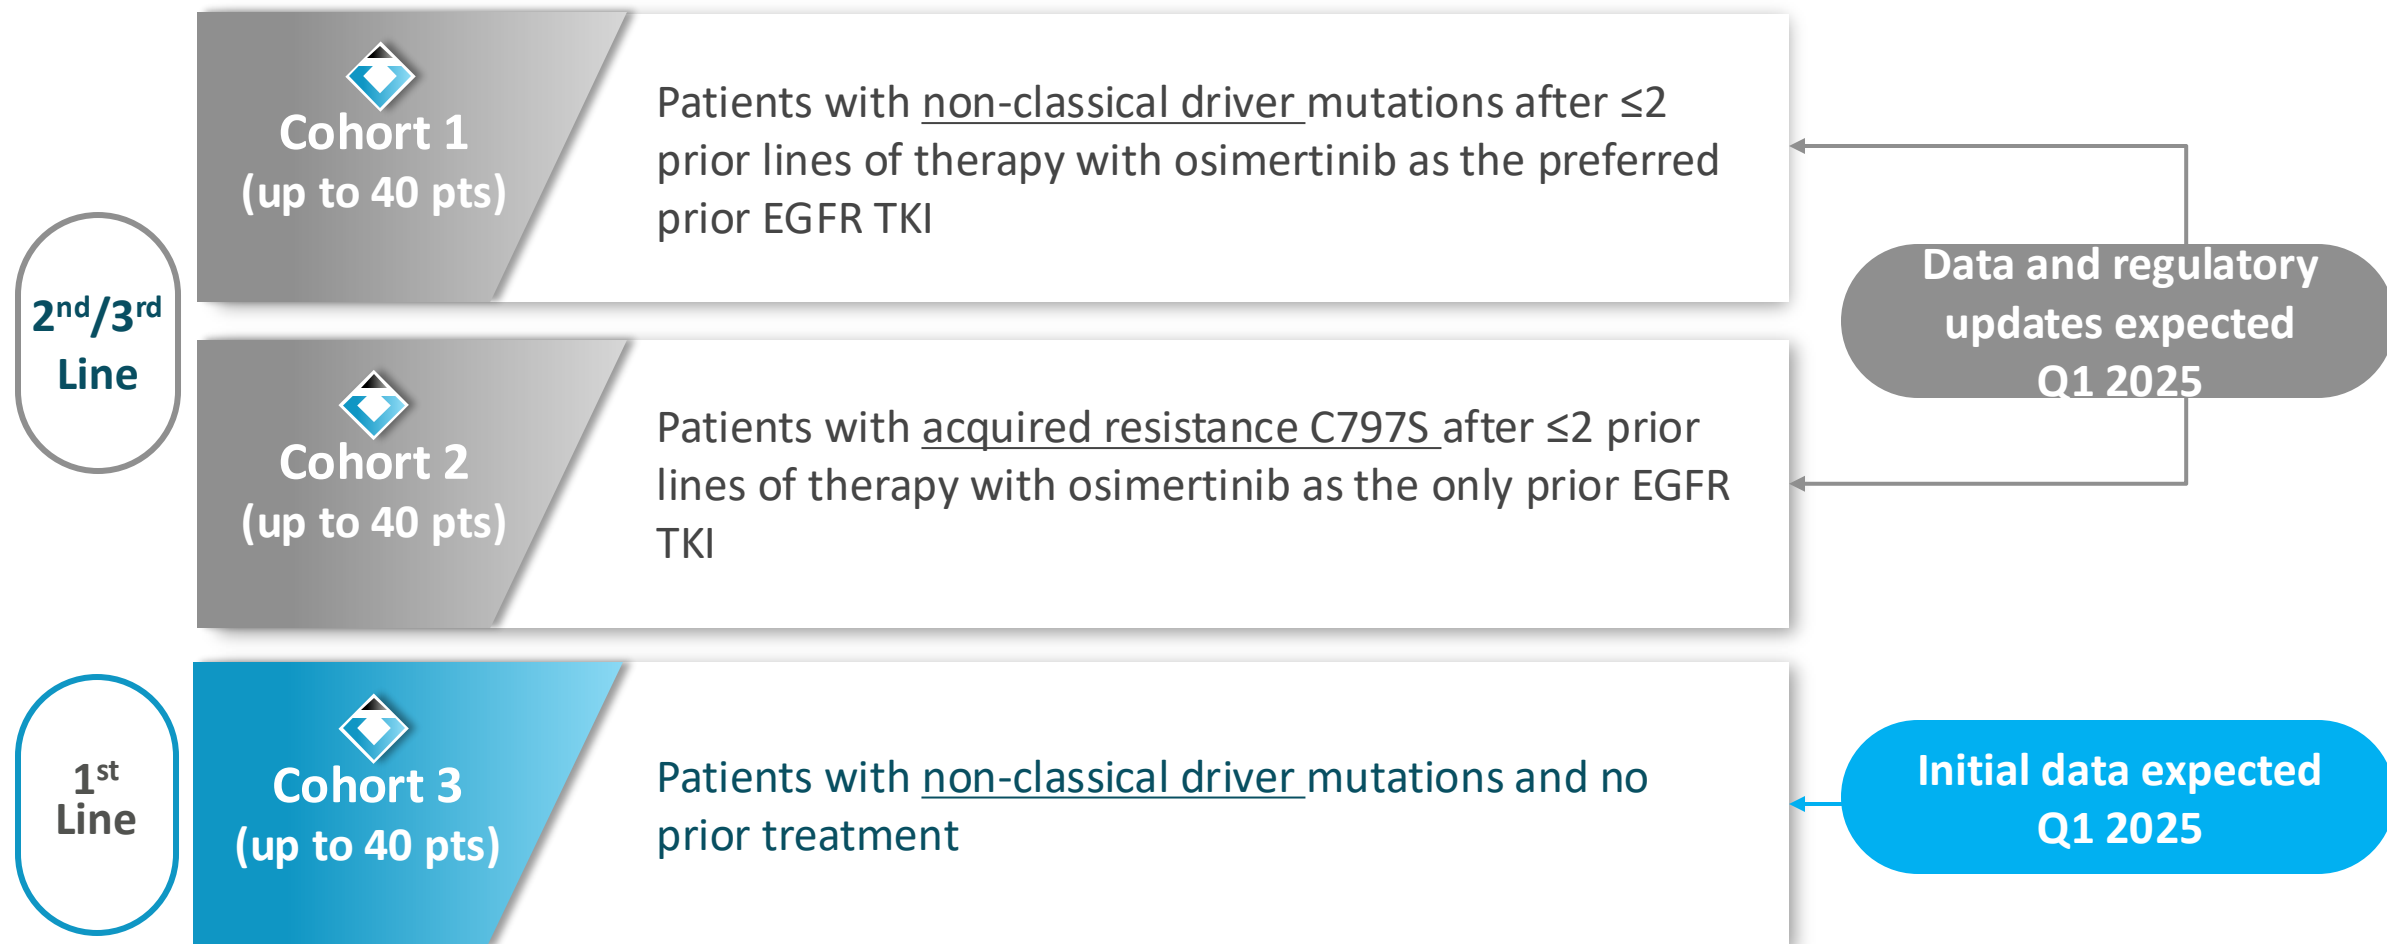 2nd/3rd
Line
Cohort 1
(up to 40 pts)
Patients with non-classical driver mutations after ≤2
prior lines of therapy with osimertinib as the preferred
prior EGFR TKI
Cohort 2
(up to 40 pts)
Patients with acquired resistance C797S after ≤2 prior
lines of therapy with osimertinib as the only prior EGFR
TKI
Data and regulatory
updates expected
Q1 2025
1st
Line
Cohort 3
(up to 40 pts)
Patients with non-classical driver mutations and no
prior treatment
Initial data expected
Q1 2025